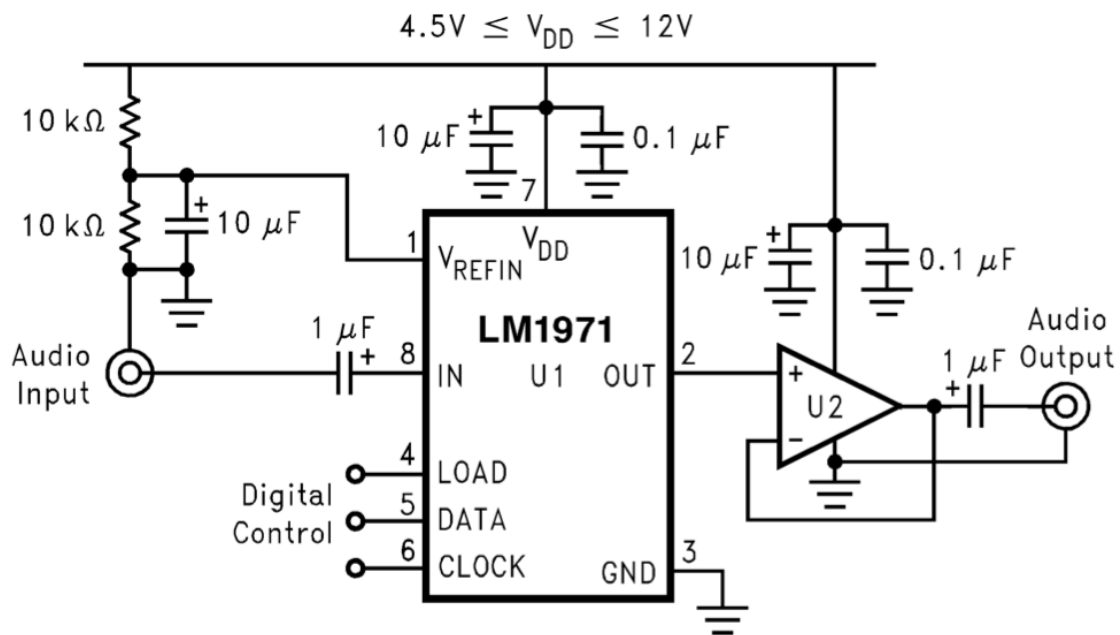 4.5V ≤ VDD ≤ 12V
10 kΩ
10 μF
+
0.1 μF
7
10 kΩ
+
10 μF
1
VREFIN
VDD
10 μF
+
0.1 μF
LM1971
Audio
Input
1 μF
+
8
IN
U1
OUT
2
+
U2
−
1 μF
+
Audio
Output
Digital
Control
4
LOAD
5
DATA
6
CLOCK
GND
3